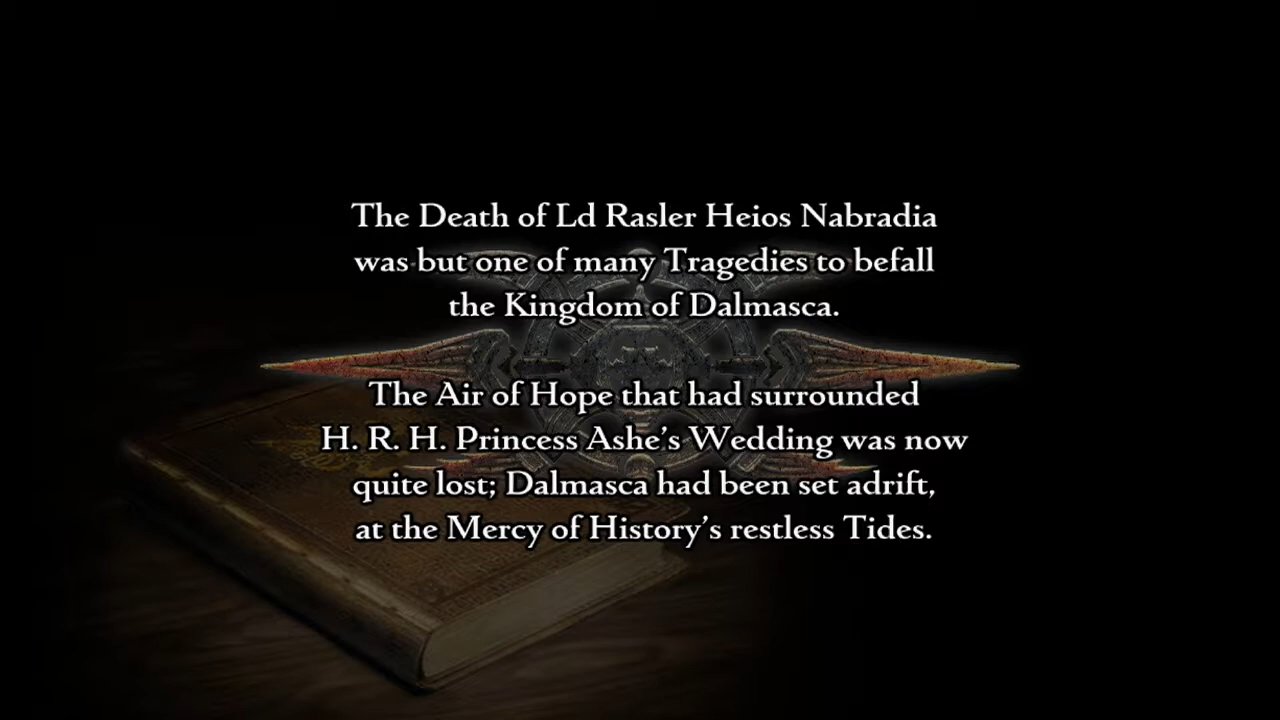 The Death of Ld Rasler Heios Nabradia
was but one of many Tragedies to befall
the Kingdom of Dalmasca.
The Air of Hope that had surrounded
H. R. H. Princess Ashe's Wedding was now
quite lost; Dalmasca had been set adrift,
at the Mercy of History's restless Tides.